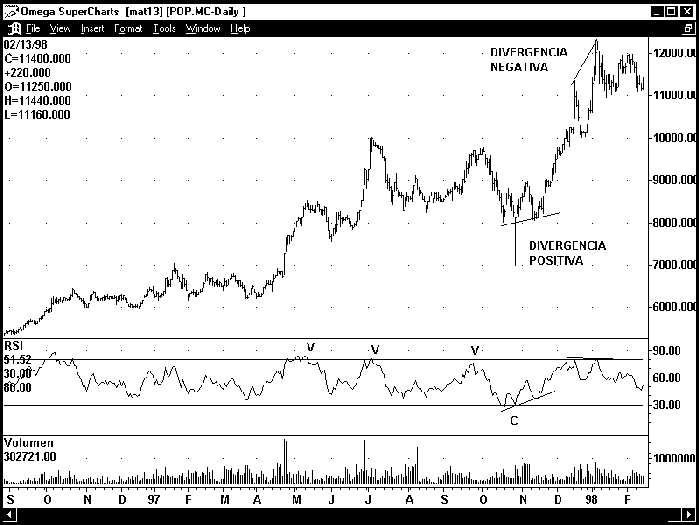 Omega SuperCharts [mat13] [POP.MC-Daily ]
File View Insert Format Tools Window Help
02/13/98
C=11400.000
+220.000
O=11250.000
H=11440.000
L=11160.000
DIVERGENCIA
NEGATIVA
12000.00
11000.00
10000.00
9000.000
8000.000
7000.000
6000.000
DIVERGENCIA
POSITIVA
RSI
51.52
30,00
80.00
V V V
C
90.00
60.00
30.00
Volumen
302721.00
1000000
S O N D 97 F M A M J J A S O N D 98 F